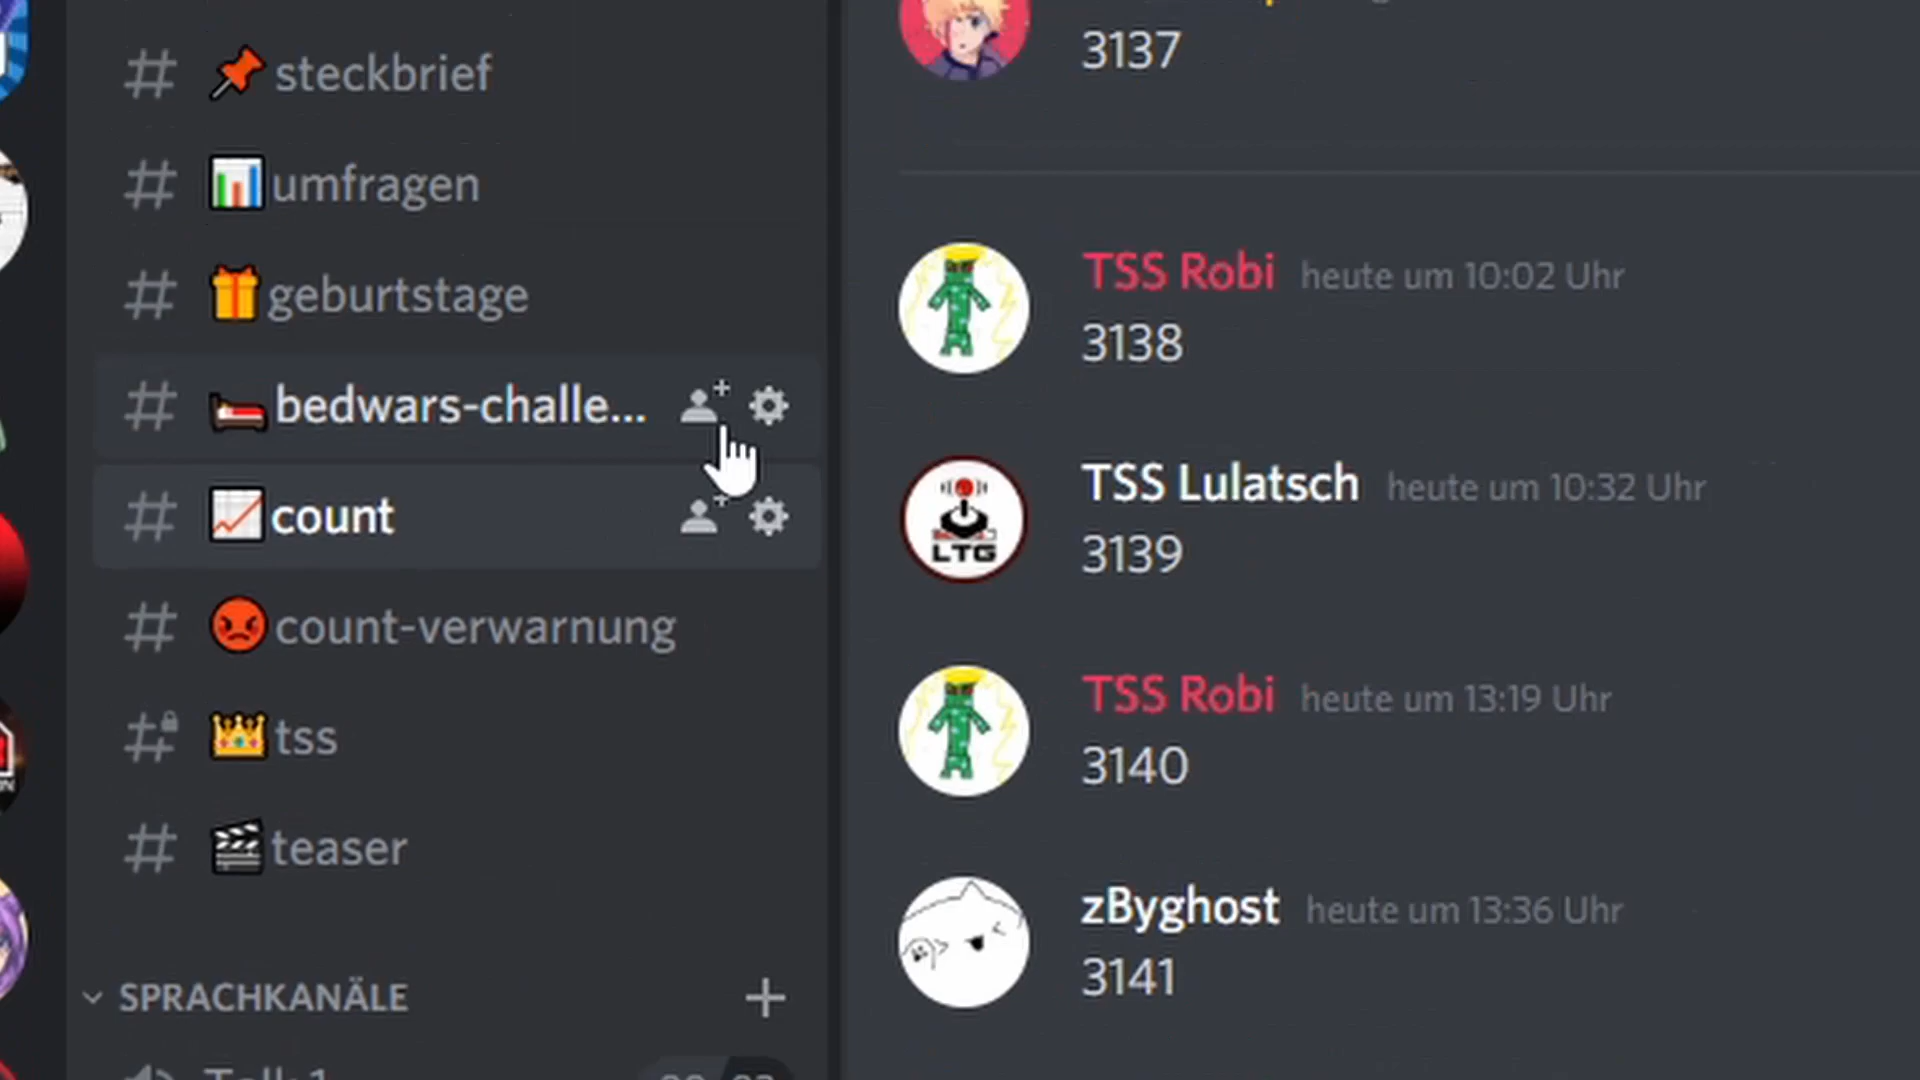 steckbrief
umfragen
geburtstage
bedwars-challe...
count
count-verwarnung
tss
teaser
SPRACHKANÄLE
3137
TSS Robi heute um 10:02 Uhr
3138
TSS Lulatsch heute um 10:32 Uhr
LTG
3139
TSS Robi heute um 13:19 Uhr
3140
zByghost heute um 13:36 Uhr
3141